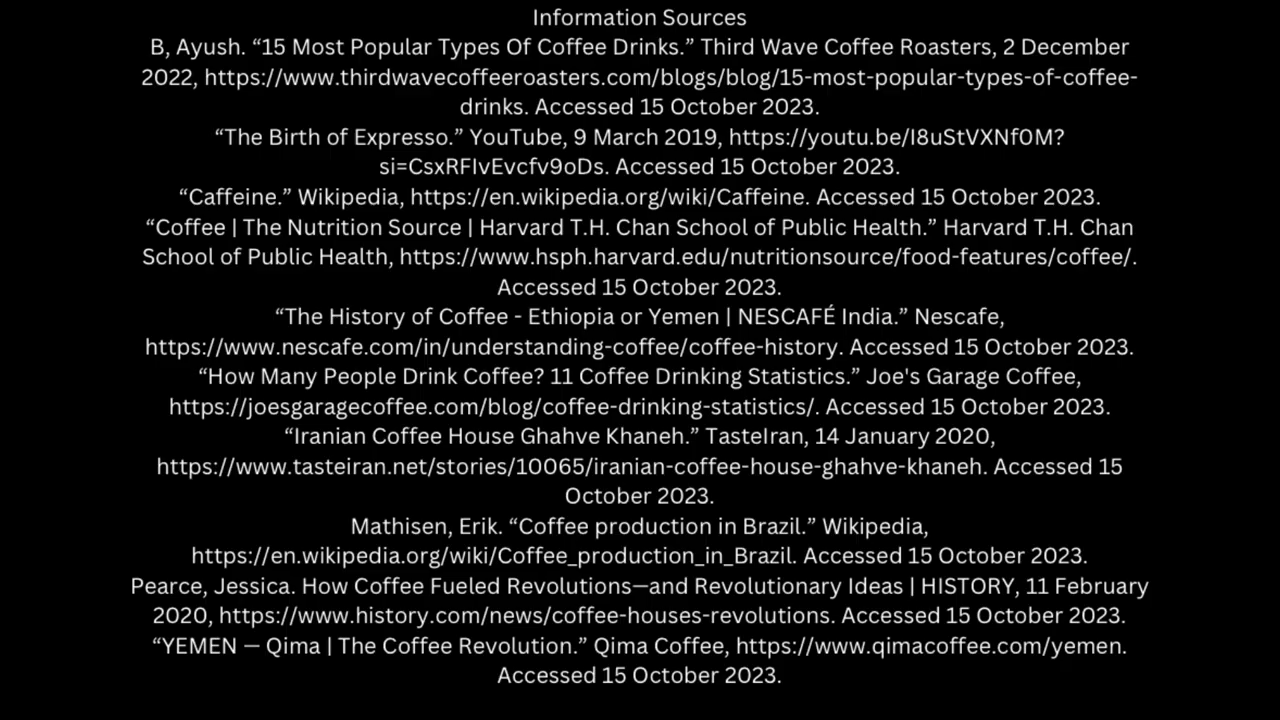 Information Sources
B, Ayush. “15 Most Popular Types Of Coffee Drinks.” Third Wave Coffee Roasters, 2 December
2022, https://www.thirdwavecoffeeroasters.com/blogs/blog/15-most-popular-types-of-coffee-
drinks. Accessed 15 October 2023.
“The Birth of Expresso.” YouTube, 9 March 2019, https://youtu.be/I8uStVXNf0M?
si=CsxRFIvEvcfv9oDs. Accessed 15 October 2023.
“Caffeine.” Wikipedia, https://en.wikipedia.org/wiki/Caffeine. Accessed 15 October 2023.
“Coffee | The Nutrition Source | Harvard T.H. Chan School of Public Health.” Harvard T.H. Chan
School of Public Health, https://www.hsph.harvard.edu/nutritionsource/food-features/coffee/.
Accessed 15 October 2023.
“The History of Coffee - Ethiopia or Yemen | NESCAFÉ India.” Nescafe,
https://www.nescafe.com/in/understanding-coffee/coffee-history. Accessed 15 October 2023.
“How Many People Drink Coffee? 11 Coffee Drinking Statistics.” Joe's Garage Coffee,
https://joesgaragecoffee.com/blog/coffee-drinking-statistics/. Accessed 15 October 2023.
“Iranian Coffee House Ghahve Khaneh.” TasteIran, 14 January 2020,
https://www.tasteiran.net/stories/10065/iranian-coffee-house-ghahve-khaneh. Accessed 15
October 2023.
Mathisen, Erik. “Coffee production in Brazil.” Wikipedia,
https://en.wikipedia.org/wiki/Coffee_production_in_Brazil. Accessed 15 October 2023.
Pearce, Jessica. How Coffee Fueled Revolutions—and Revolutionary Ideas | HISTORY, 11 February
2020, https://www.history.com/news/coffee-houses-revolutions. Accessed 15 October 2023.
“YEMEN — Qima | The Coffee Revolution.” Qima Coffee, https://www.qimacoffee.com/yemen.
Accessed 15 October 2023.